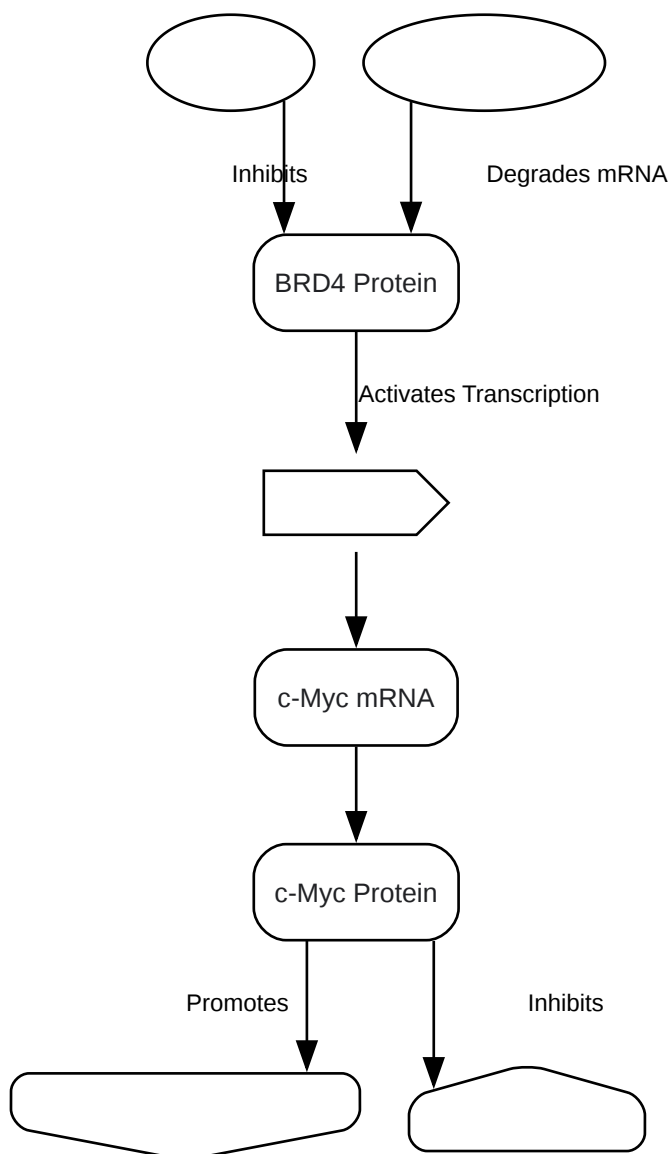 Inhibits
Degrades mRNA
BRD4 Protein
Activates Transcription
c-Myc mRNA
c-Myc Protein
Promotes
Inhibits